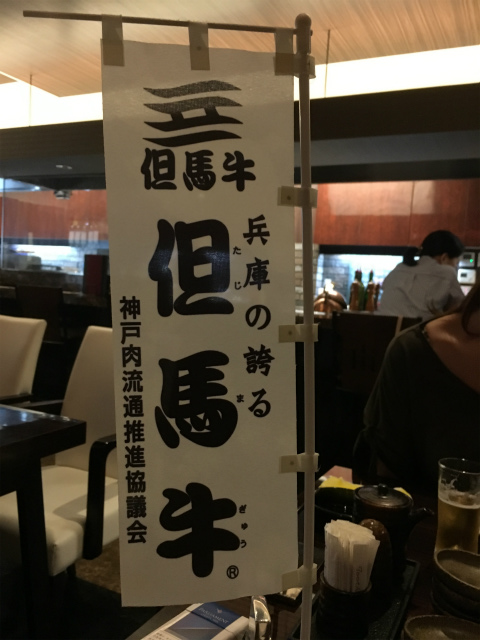 但馬牛
兵庫の誇る
但馬牛
たじまぎゅう
®
神戸肉流通推進協議会